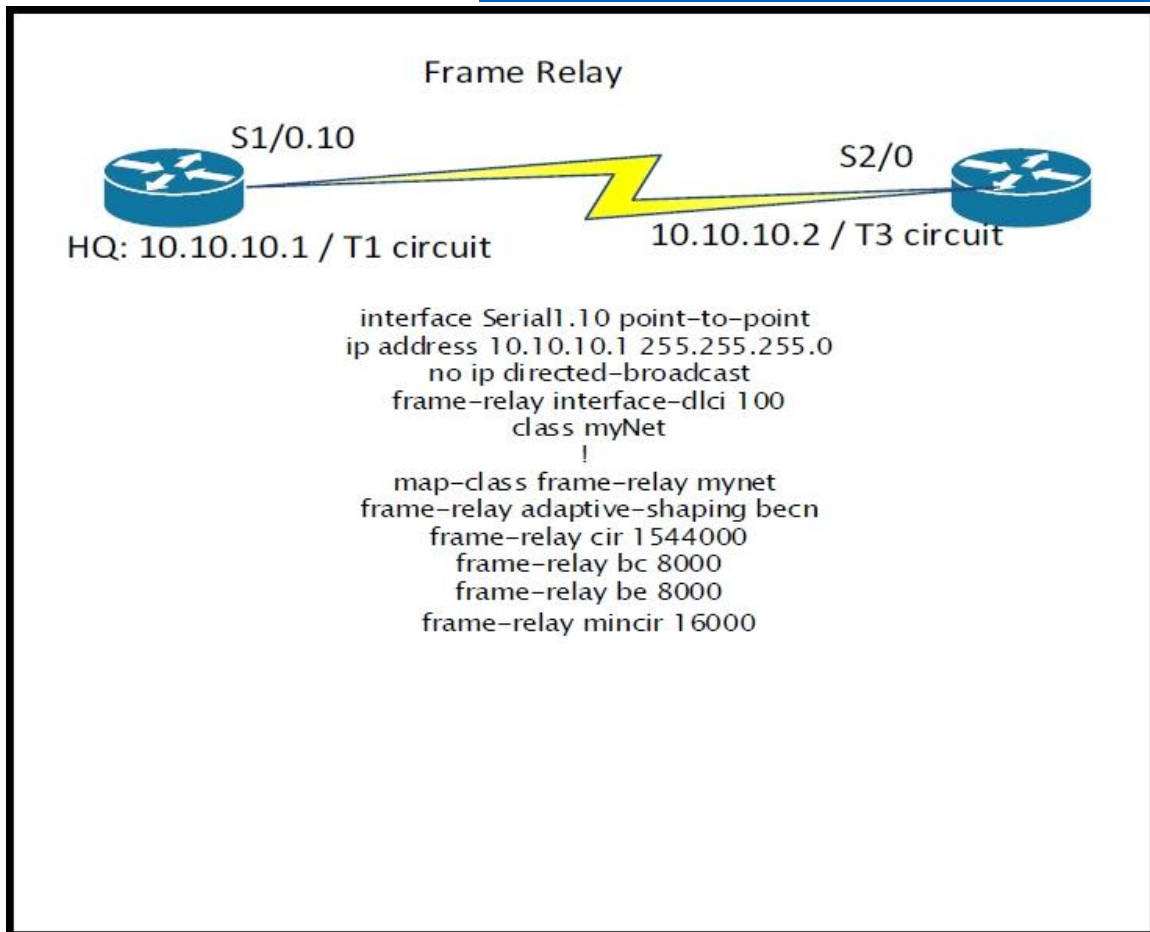 Frame Relay
S1/0.10
S2/0
HQ: 10.10.10.1 / T1 circuit
10.10.10.2 / T3 circuit
interface Serial1.10 point-to-point
ip address 10.10.10.1 255.255.255.0
no ip directed-broadcast
frame-relay interface-dlci 100
class myNet
!
map-class frame-relay mynet
frame-relay adaptive-shaping becn
frame-relay cir 1544000
frame-relay bc 8000
frame-relay be 8000
frame-relay mincir 16000